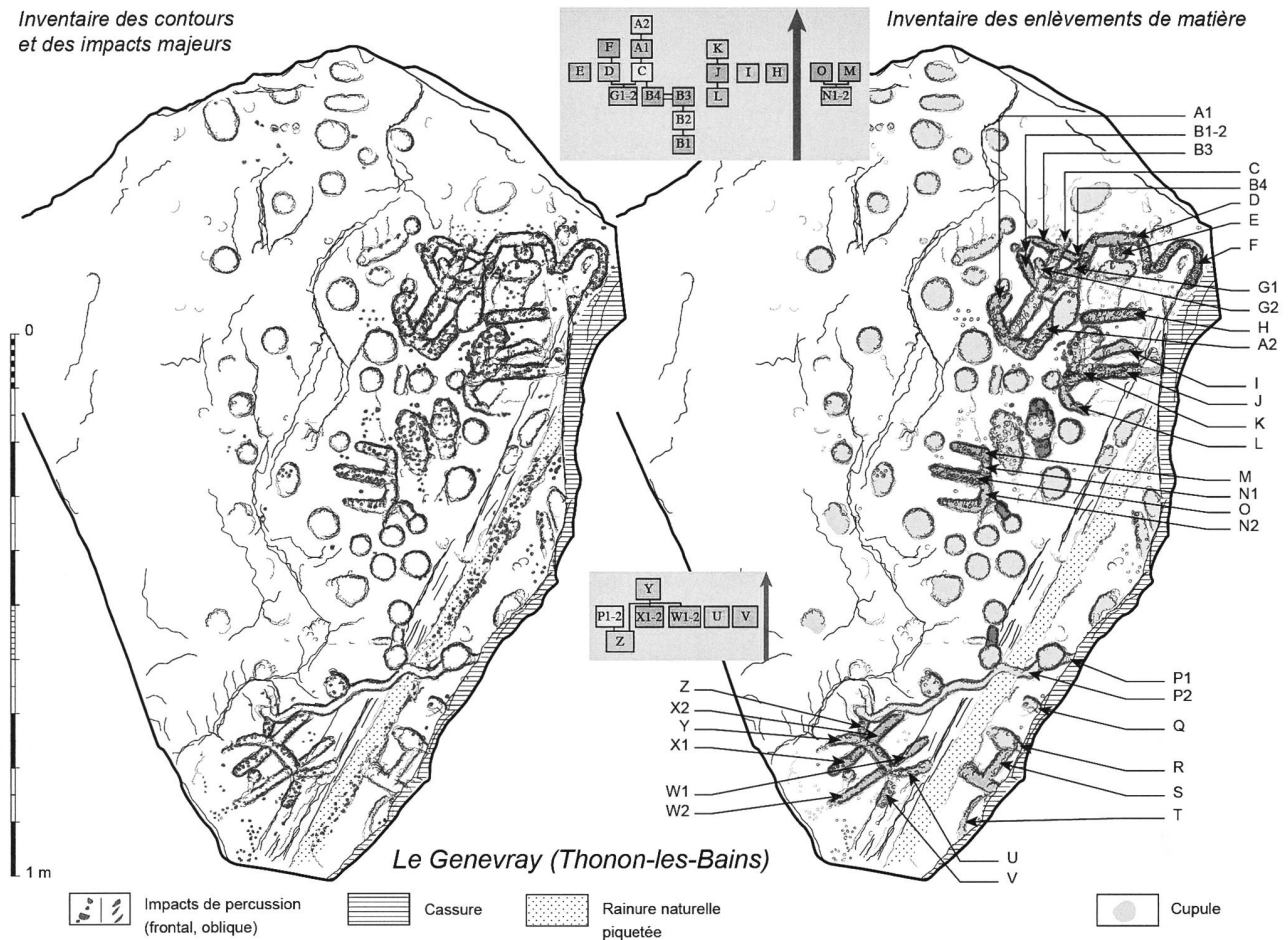 Inventaire des contours
et des impacts majeurs
Inventaire des enlèvements de matière
A2
F A1 K
E D C J I H O M
G1-2 B4 B3 L N1-2
B2
B1
A1
B1-2
B3
C
B4
D
E
F
G1
G2
H
A2
I
J
K
L
M
N1
O
N2
0
Y
P1-2 X1-2 W1-2 U V
Z
P1
P2
Q
R
S
T
Z
X2
Y
X1
W1
W2
U
V
1 m
Le Genevray (Thonon-les-Bains)
Impacts de percussion
(frontal, oblique)
Cassure
Rainure naturelle
piquetée
Cupule